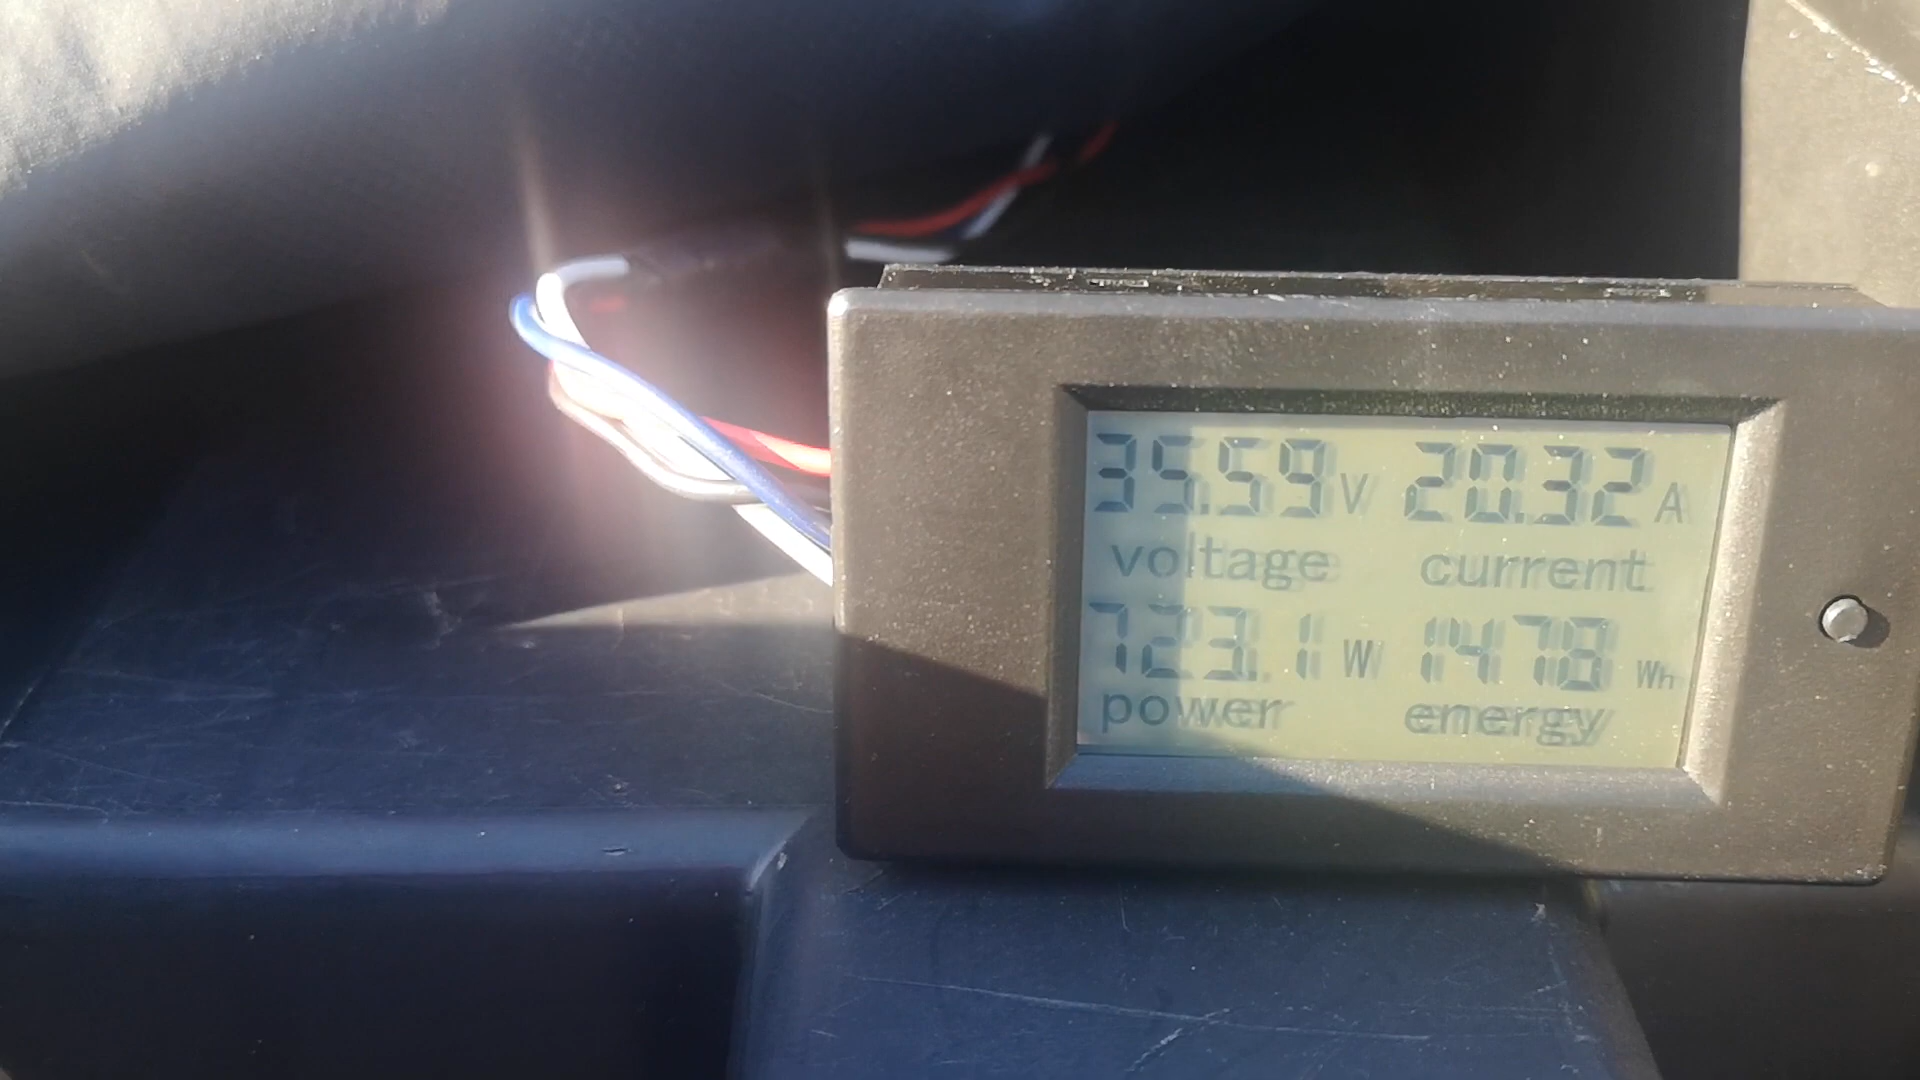 35.59 V 20.32 A
voltage current
723.1 W 1478 Wh
power energy